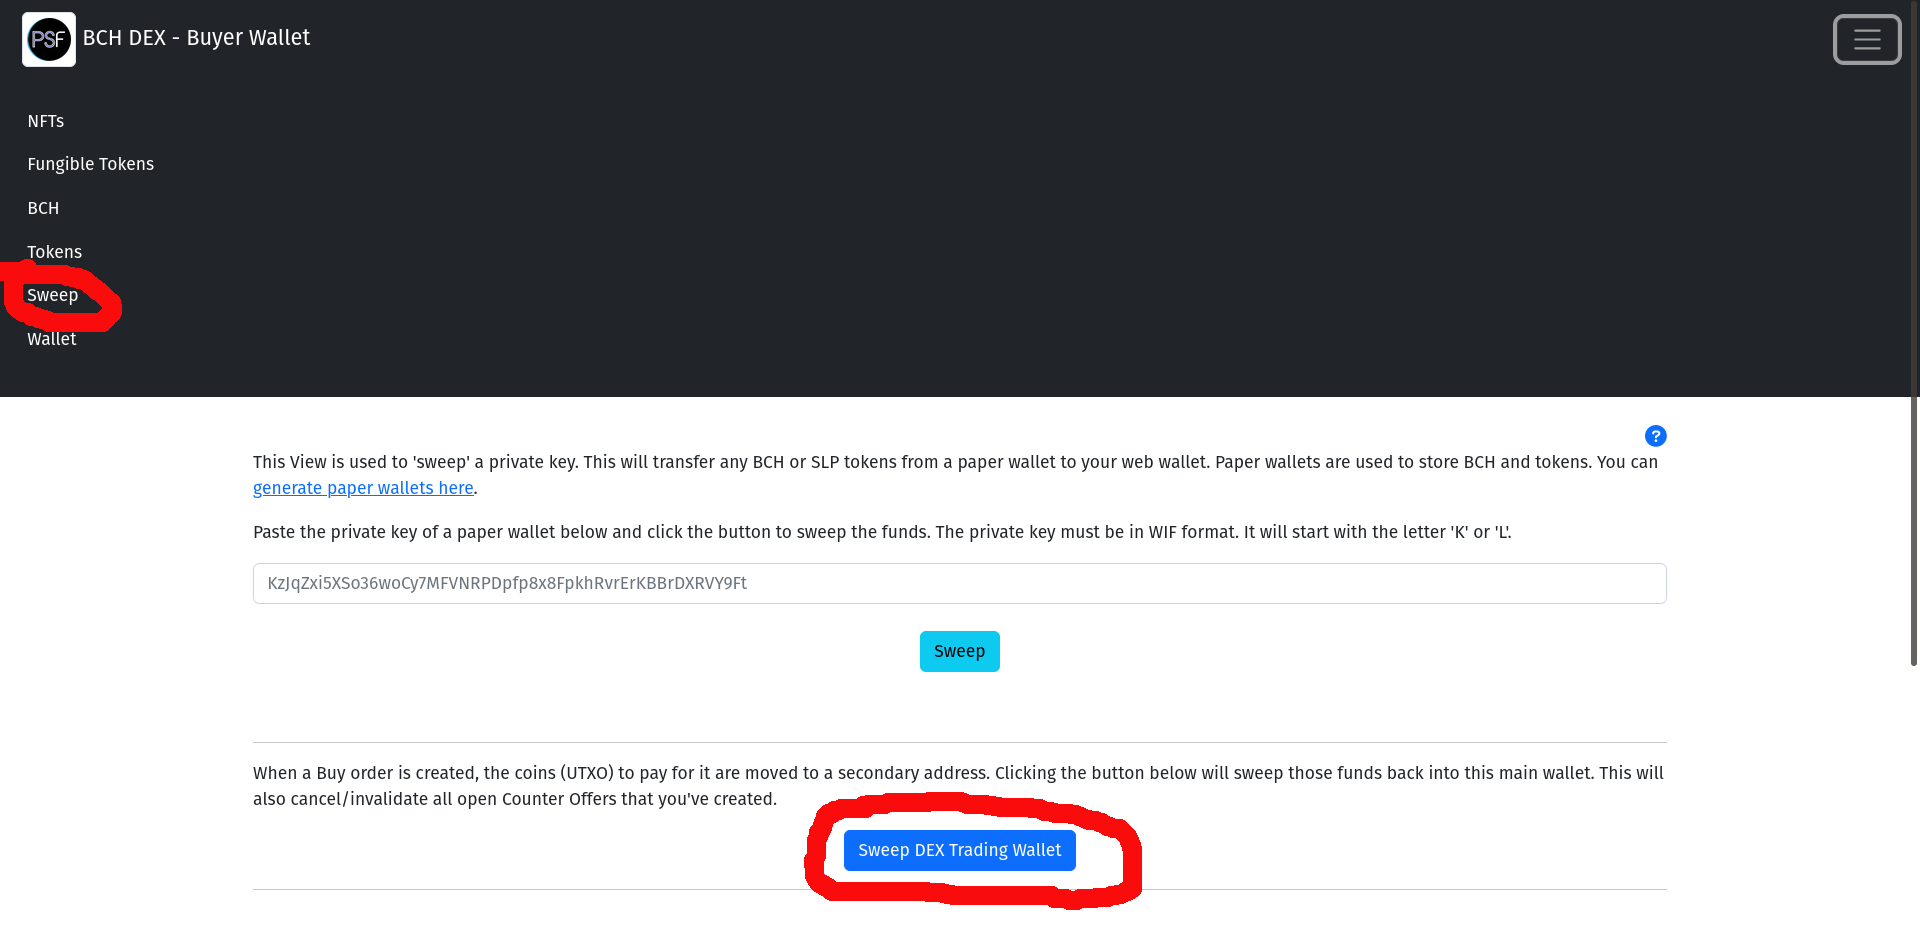 PSF BCH DEX - Buyer Wallet
NFTs
Fungible Tokens
BCH
Tokens
Sweep
Wallet
?
This View is used to 'sweep' a private key. This will transfer any BCH or SLP tokens from a paper wallet to your web wallet. Paper wallets are used to store BCH and tokens. You can
generate paper wallets here.
Paste the private key of a paper wallet below and click the button to sweep the funds. The private key must be in WIF format. It will start with the letter 'K' or 'L'.
KzJqZxi5XSo36woCy7MFVNRPDpfp8x8FpkhRvrErKBBrDXRVY9Ft
Sweep
When a Buy order is created, the coins (UTXO) to pay for it are moved to a secondary address. Clicking the button below will sweep those funds back into this main wallet. This will
also cancel/invalidate all open Counter Offers that you've created.
Sweep DEX Trading Wallet